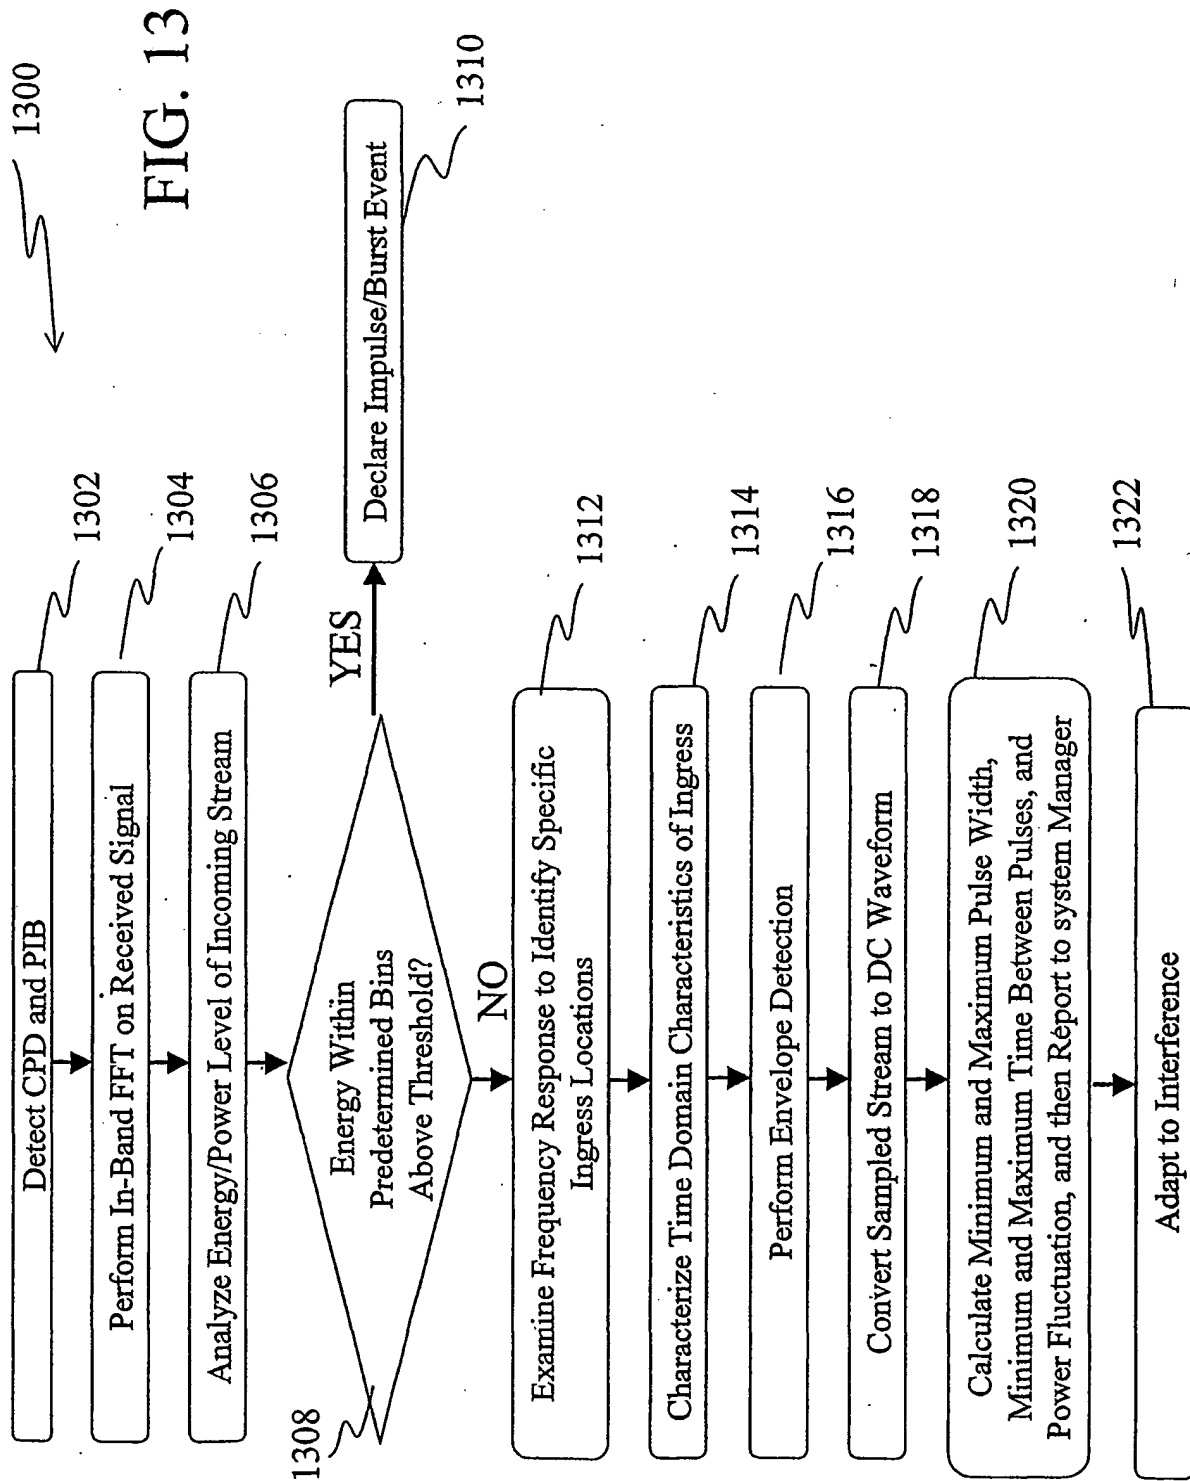 FIG. 13
1300
Detect CPD and PIB
1302
Perform In-Band FFT on Received Signal
1304
Analyze Energy/Power Level of Incoming Stream
1306
Energy Within
Predetermined Bins
Above Threshold?
1308
YES
Declare Impulse/Burst Event
1310
NO
Examine Frequency Response to Identify Specific
Ingress Locations
1312
Characterize Time Domain Characteristics of Ingress
1314
Perform Envelope Detection
1316
Convert Sampled Stream to DC Waveform
1318
Calculate Minimum and Maximum Pulse Width,
Minimum and Maximum Time Between Pulses, and
Power Fluctuation, and then Report to system Manager
1320
Adapt to Interference
1322